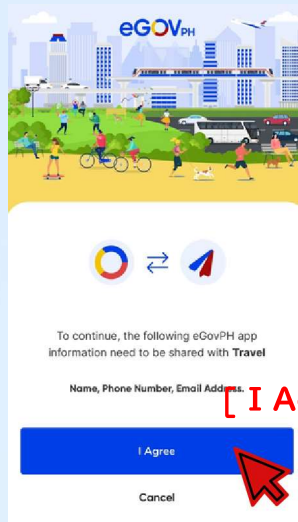 eGOVPH
To continue, the following eGovPH app
information need to be shared with Travel
Name, Phone Number, Email Address.
[ I A
I Agree
Cancel